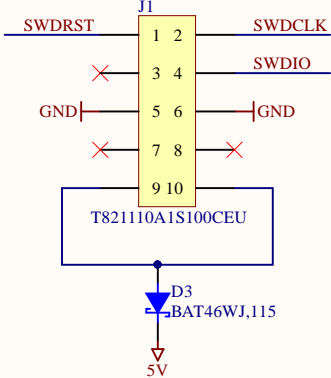 J1
SWDRST 1 2 SWDCLK
3 4 SWDIO
GND 5 6 GND
7 8
9 10
T821110A1S100CEU
D3
BAT46WJ,115
5V